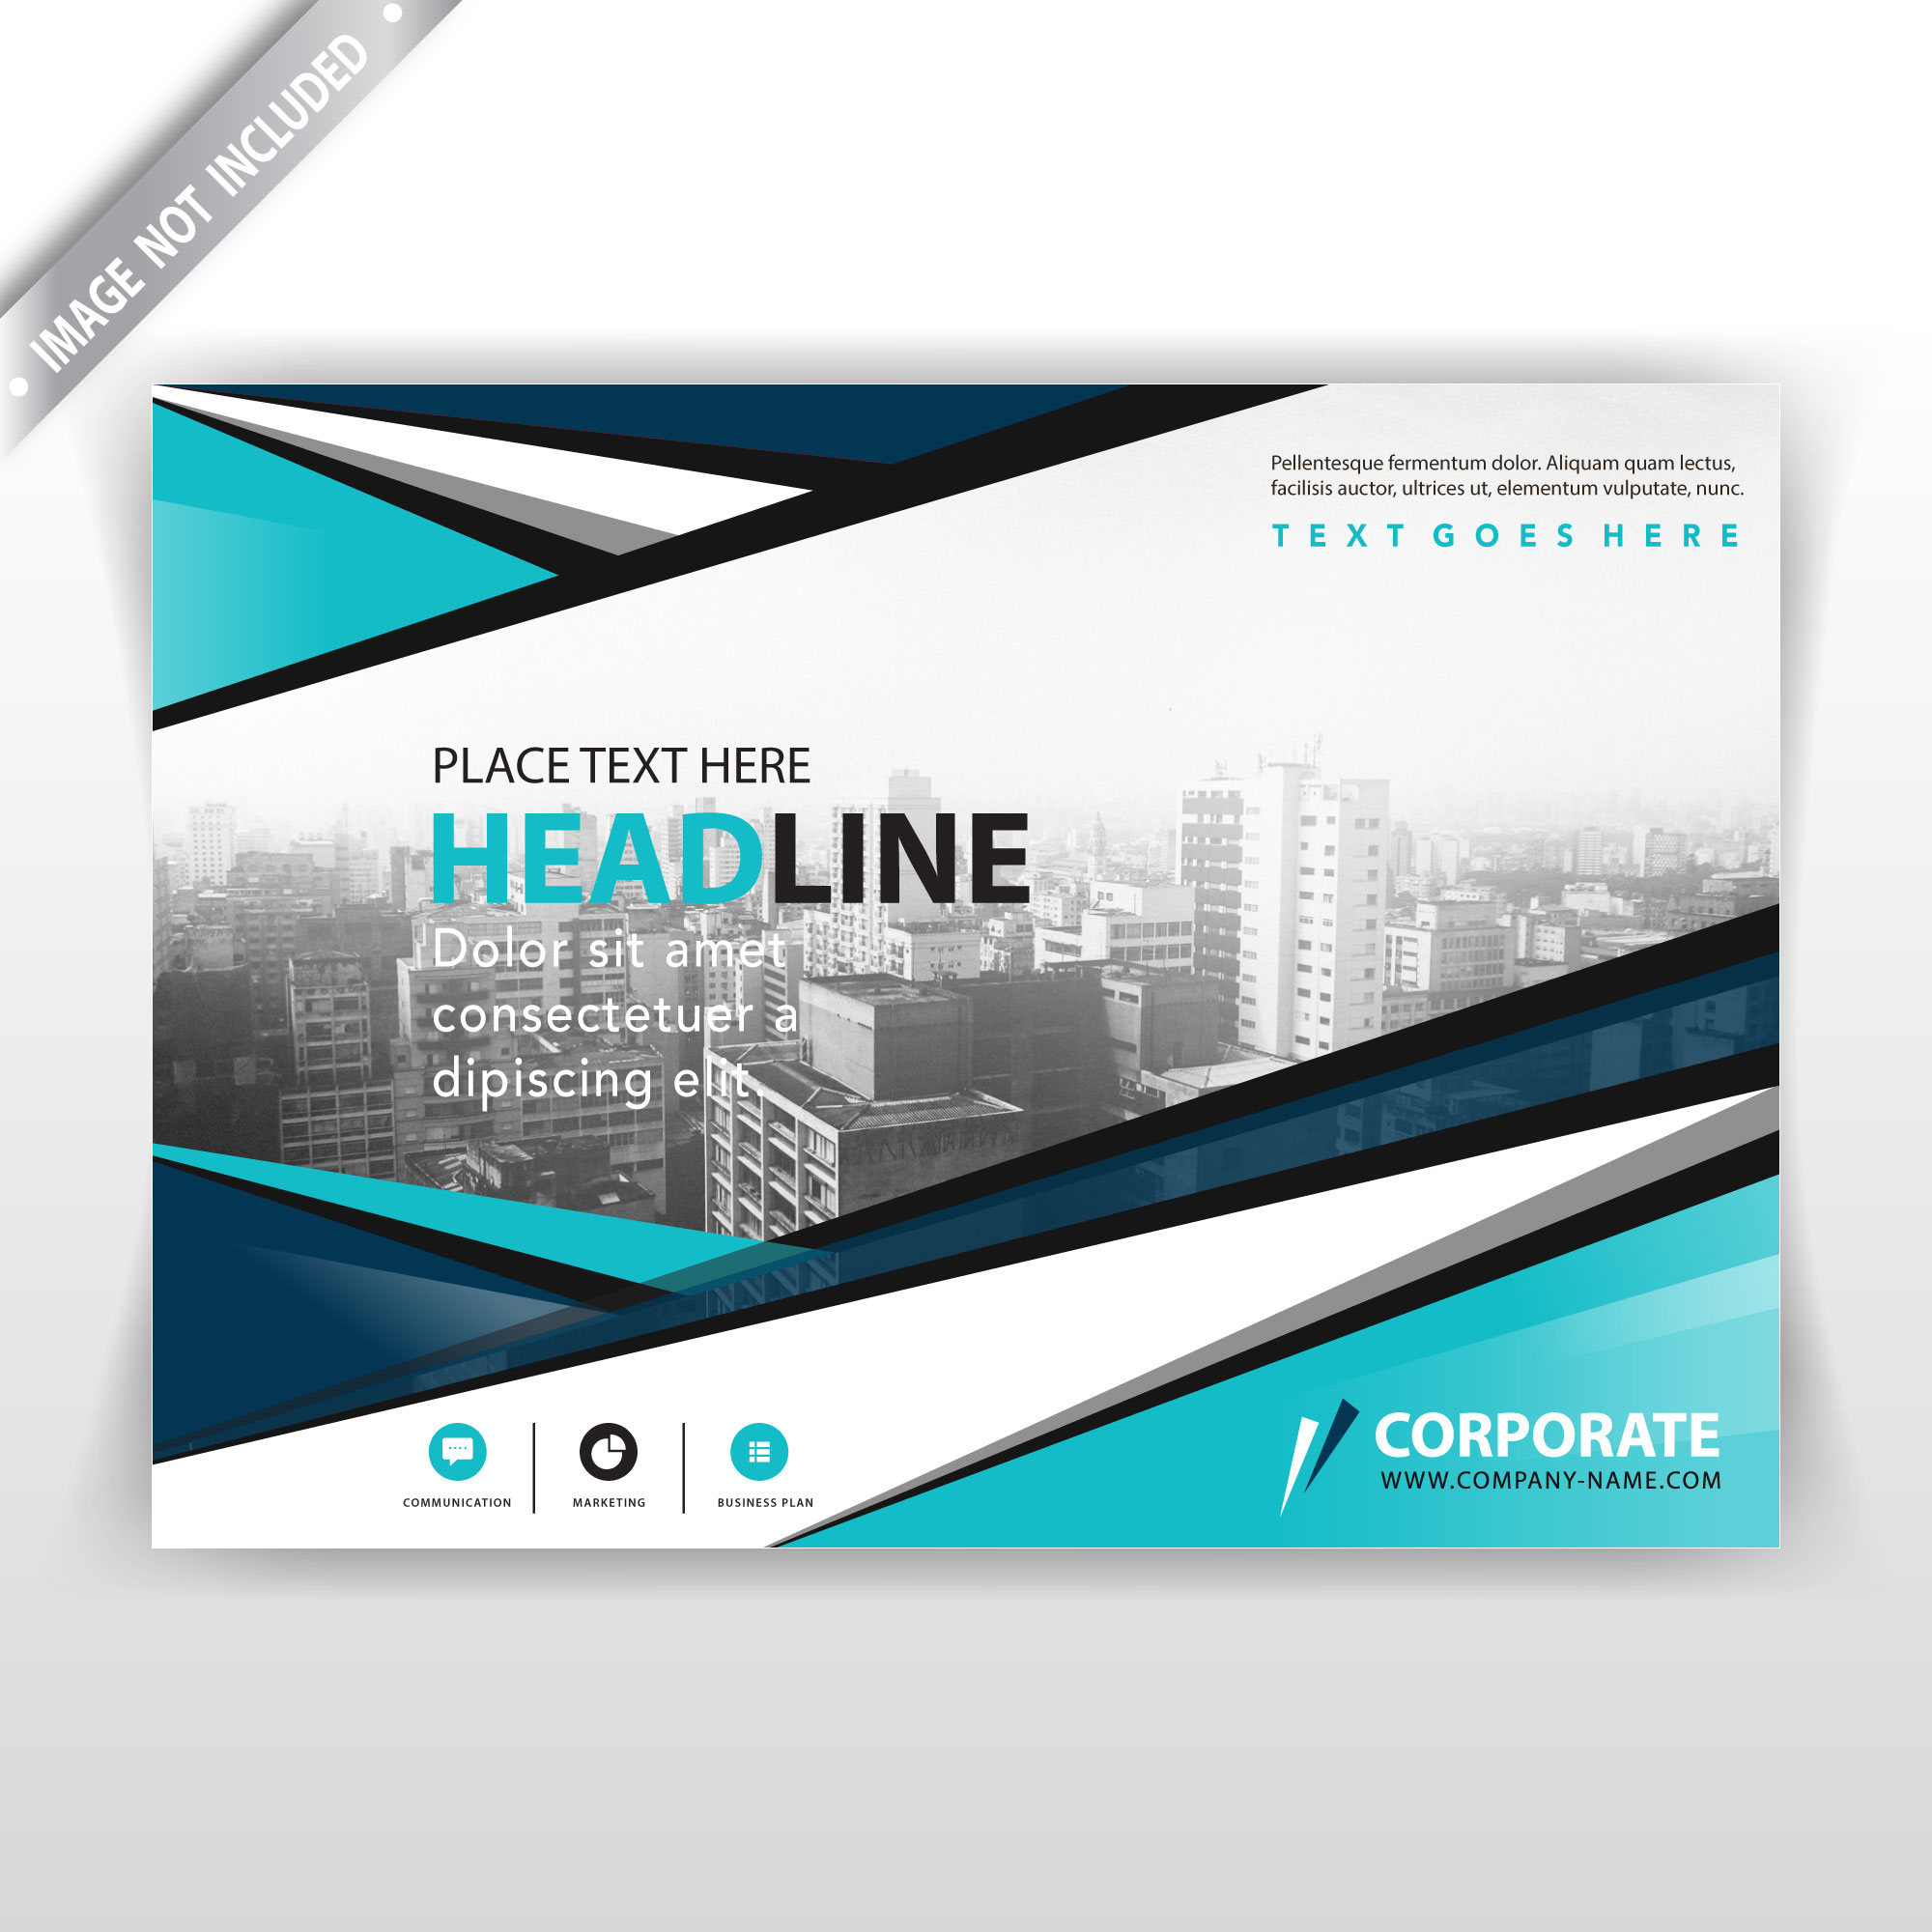 IMAGE NOT INCLUDED
Pellentesque fermentum dolor. Aliquam quam lectus,
facilisis auctor, ultrices ut, elementum vulputate, nunc.
TEXT GOES HERE
PLACE TEXT HERE
HEADLINE
Dolor sit amet
consectetuer a
dipiscing elit.
COMMUNICATION
MARKETING
BUSINESS PLAN
CORPORATE
WWW.COMPANY-NAME.COM